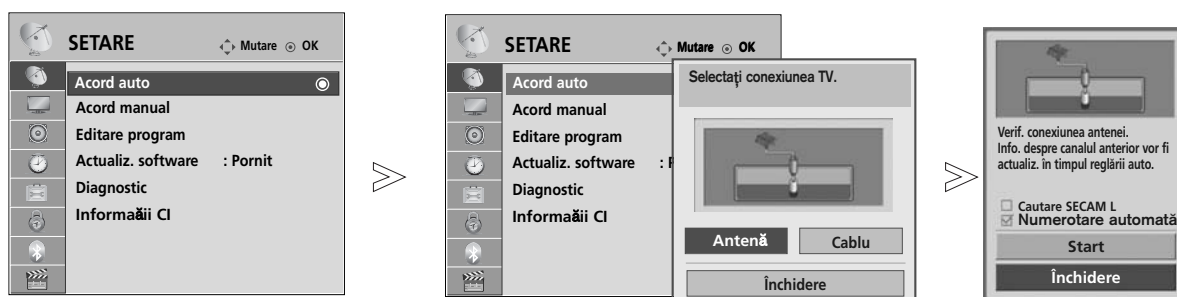 SETARE
Mutare OK
Acord auto
Acord manual
Editare program
Actualiz. software : Pornit
Diagnostic
Informaăii CI
SETARE
Mutare OK
Acord auto
Acord manual
Editare program
Actualiz. software : P
Diagnostic
Informaăii CI
Selectaţi conexiunea TV.
Antenă
Cablu
Închidere
Verif. conexiunea antenei.
Info. despre canalul anterior vor fi
actualiz. în timpul reglării auto.
Cautare SECAM L
Numerotare automată
Start
Închidere